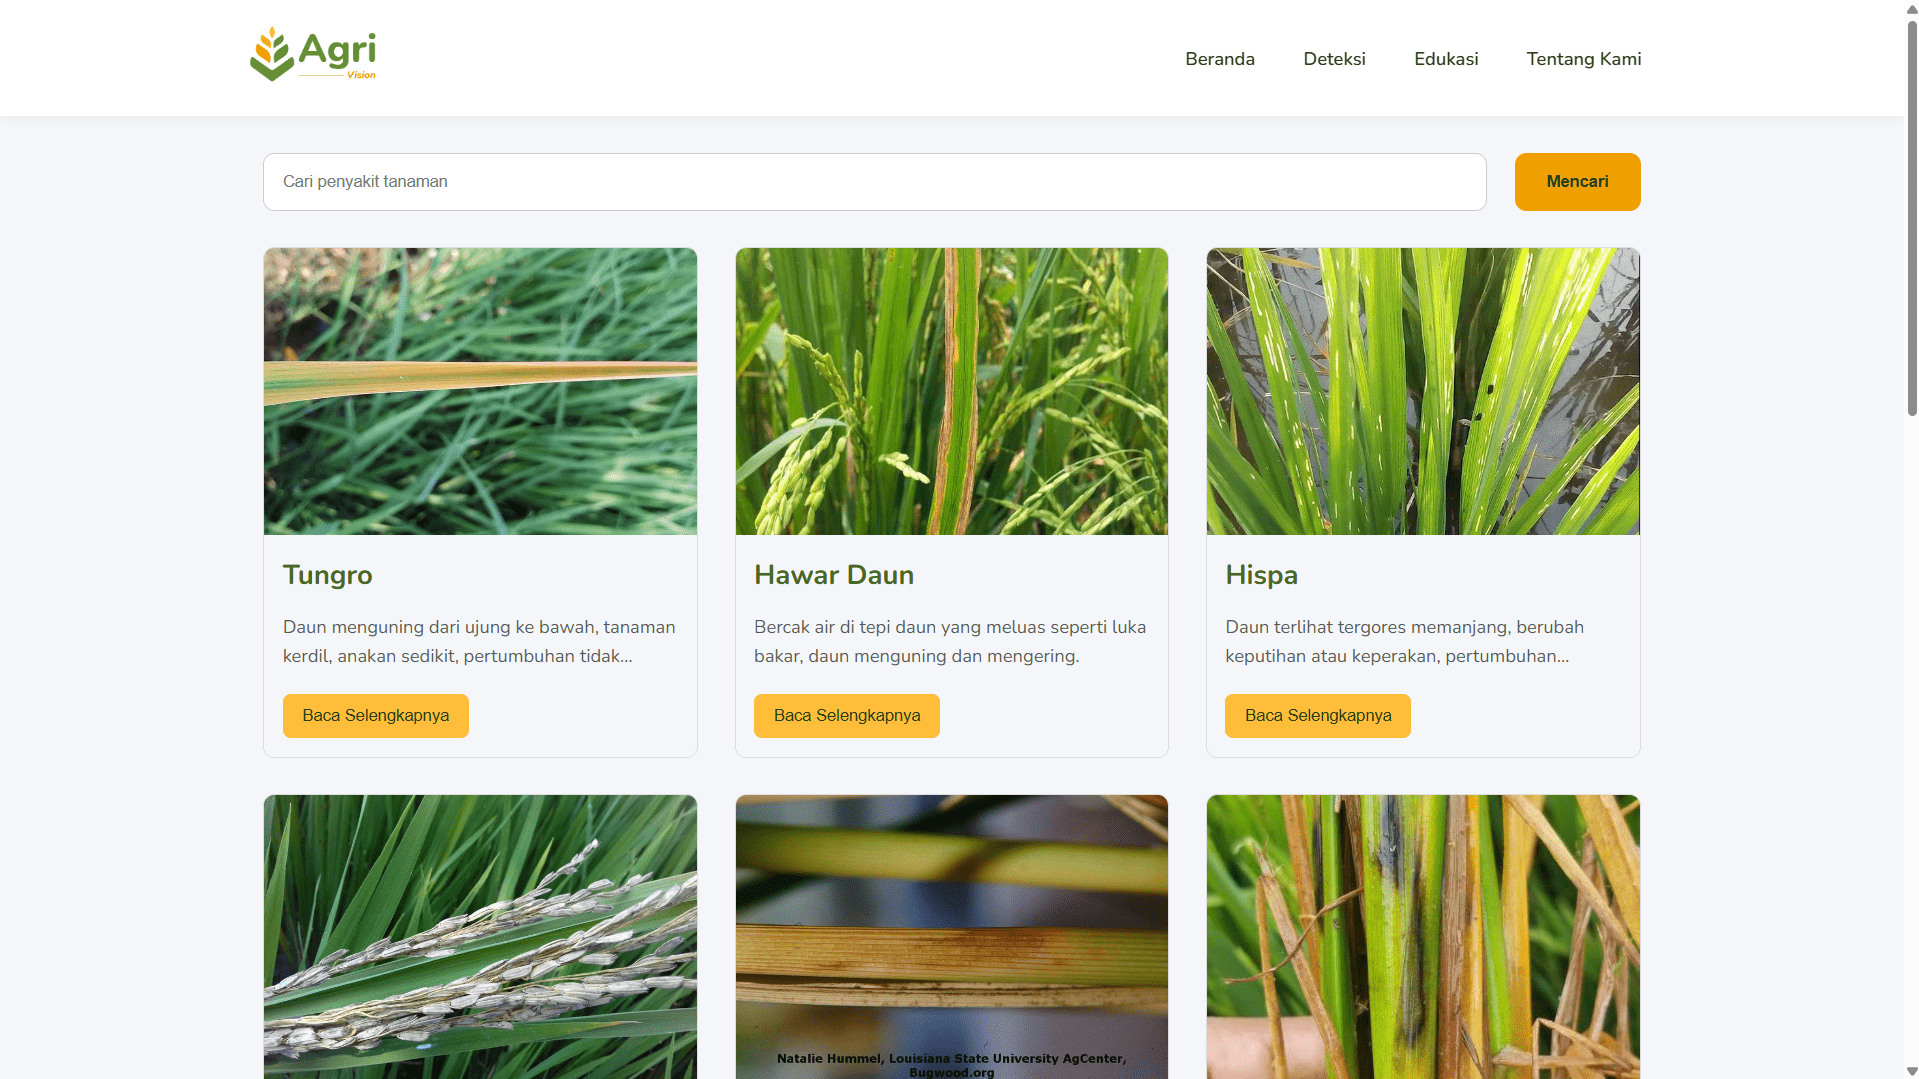 Agri
Vision
Beranda
Deteksi
Edukasi
Tentang Kami
Cari penyakit tanaman
Mencari
Tungro
Daun menguning dari ujung ke bawah, tanaman
kerdil, anakan sedikit, pertumbuhan tidak...
Baca Selengkapnya
Hawar Daun
Bercak air di tepi daun yang meluas seperti luka
bakar, daun menguning dan mengering.
Baca Selengkapnya
Hispa
Daun terlihat tergores memanjang, berubah
keputihan atau keperakan, pertumbuhan...
Baca Selengkapnya
Natalie Hummel, Louisiana State University AgCenter,
Bugwood.org